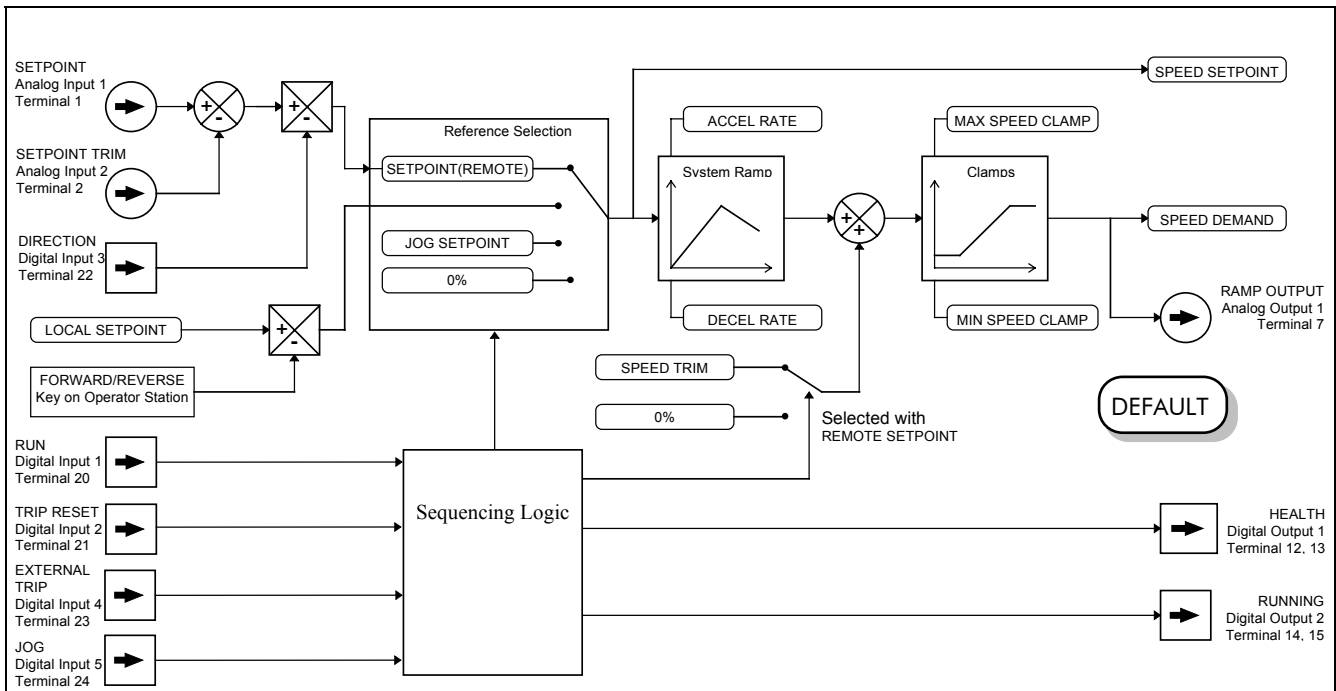 SETPOINT
Analog Input 1
Terminal 1
SETPOINT TRIM
Analog Input 2
Terminal 2
DIRECTION
Digital Input 3
Terminal 22
LOCAL SETPOINT
FORWARD/REVERSE
Key on Operator Station
+
-
+
-
+
-
Reference Selection
SETPOINT(REMOTE)
JOG SETPOINT
0%
ACCEL RATE
System Ramp
DECEL RATE
+
+
MAX SPEED CLAMP
Clamps
MIN SPEED CLAMP
SPEED SETPOINT
SPEED DEMAND
RAMP OUTPUT
Analog Output 1
Terminal 7
SPEED TRIM
0%
Selected with
REMOTE SETPOINT
DEFAULT
RUN
Digital Input 1
Terminal 20
TRIP RESET
Digital Input 2
Terminal 21
EXTERNAL
TRIP
Digital Input 4
Terminal 23
JOG
Digital Input 5
Terminal 24
Sequencing Logic
HEALTH
Digital Output 1
Terminal 12, 13
RUNNING
Digital Output 2
Terminal 14, 15